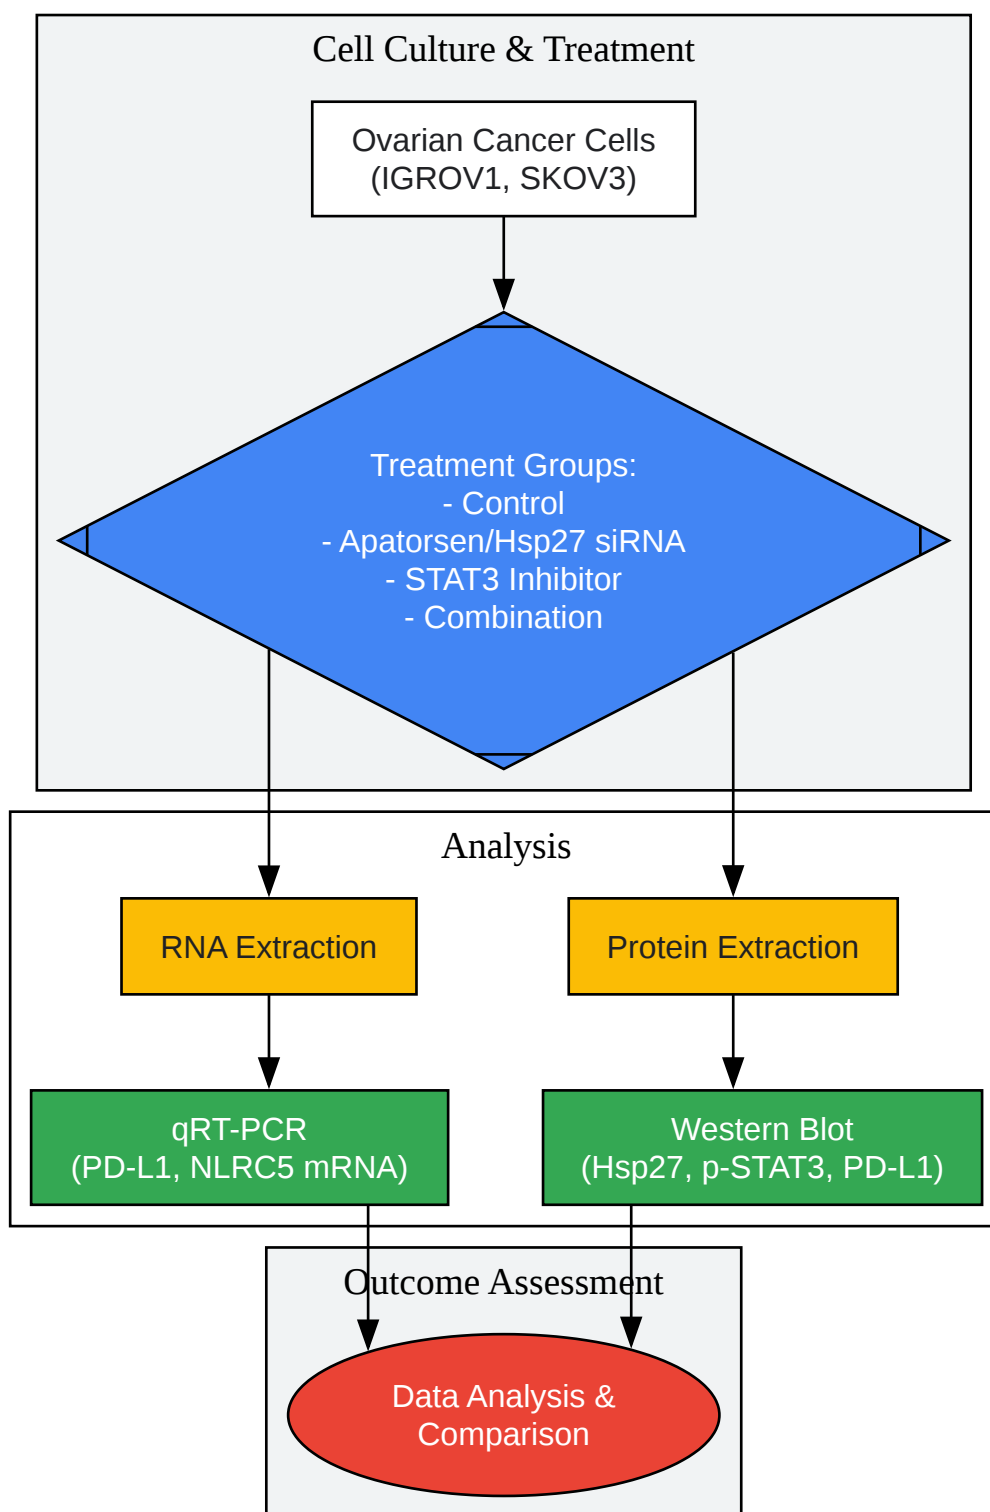 Cell Culture & Treatment
Ovarian Cancer Cells
(IGROV1, SKOV3)
Treatment Groups:
- Control
- Apatorsen/Hsp27 siRNA
- STAT3 Inhibitor
- Combination
Analysis
RNA Extraction
Protein Extraction
qRT-PCR
(PD-L1, NLRC5 mRNA)
Western Blot
(Hsp27, p-STAT3, PD-L1)
Outcome Assessment
Data Analysis &
Comparison